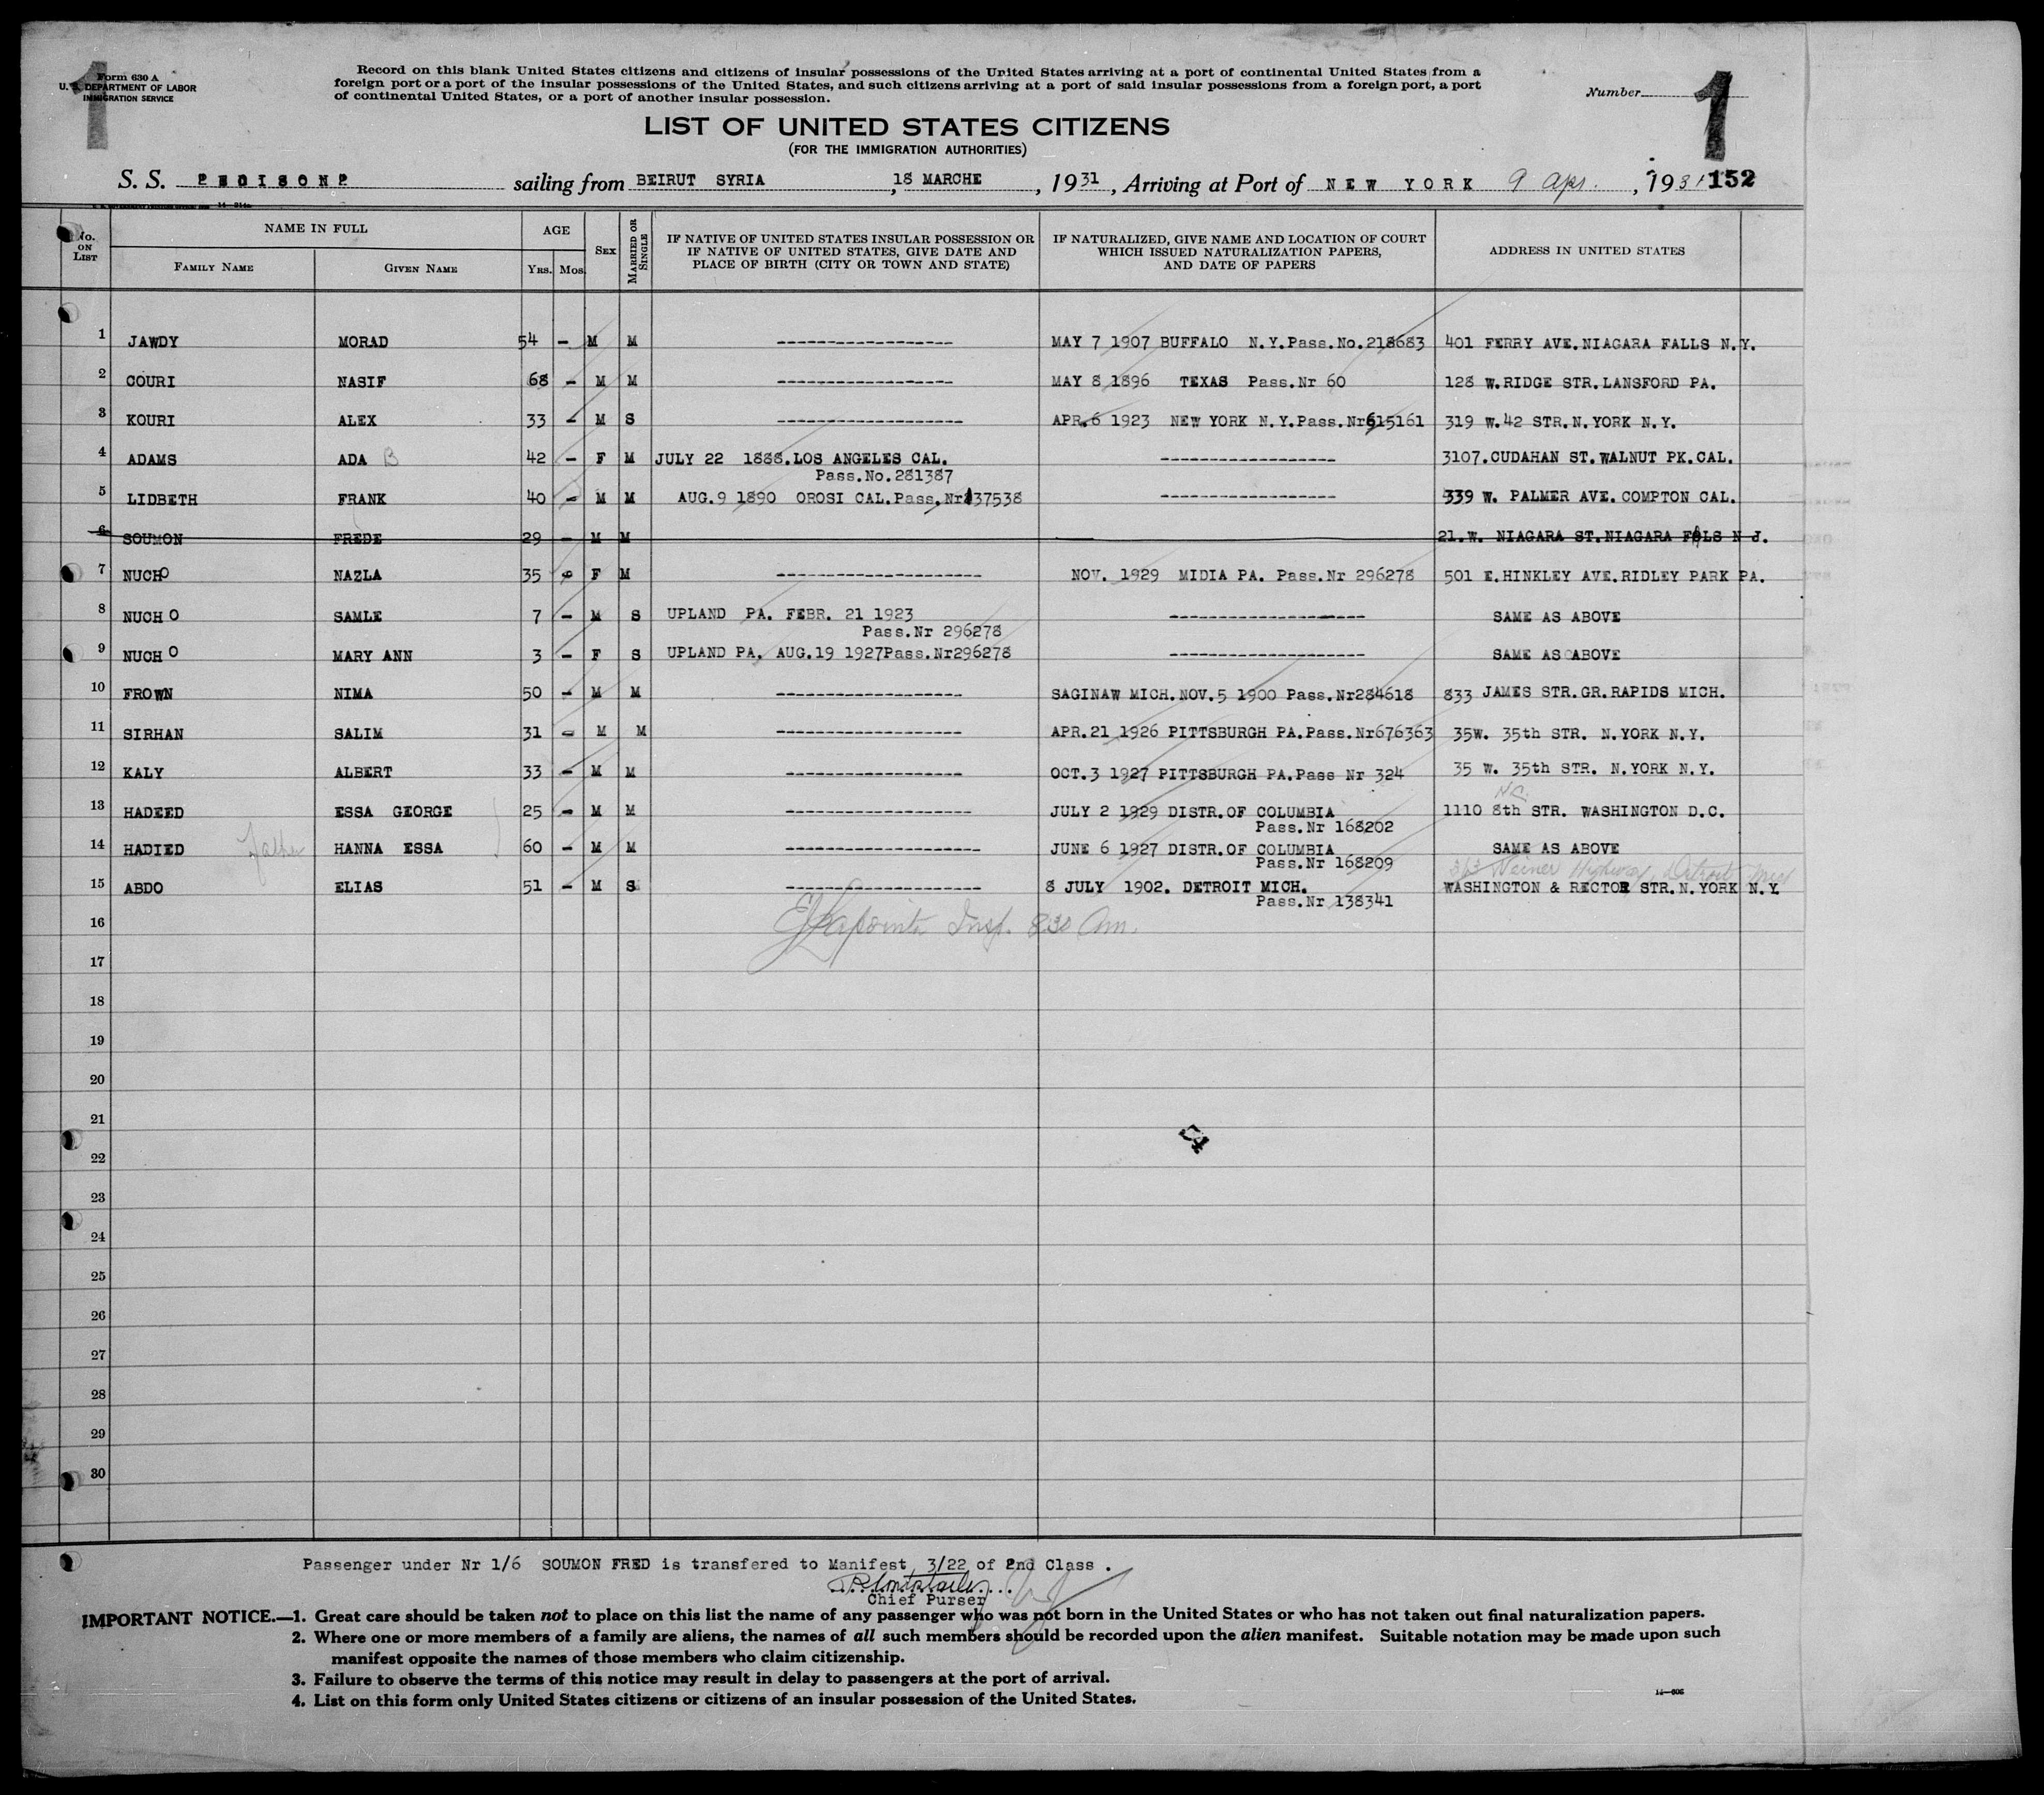 1
Form 630 A
U. S. DEPARTMENT OF LABOR
IMMIGRATION SERVICE
Record on this blank United States citizens and citizens of insular possessions of the United States arriving at a port of continental United States from a
foreign port or a port of the insular possessions of the United States, and such citizens arriving at a port of said insular possessions from a foreign port, a port
of continental United States, or a port of another insular possession.
Number
1
LIST OF UNITED STATES CITIZENS
(FOR THE IMMIGRATION AUTHORITIES)
S. S. 2EDISON2 sailing from BEIRUT SYRIA , 18 MARCHE , 1931 , Arriving at Port of NEW YORK 9 Apr. , 1931 152
No. ON LIST
NAME IN FULL
FAMILY NAME GIVEN NAME
AGE
YRS. MOS.
SEX
MARRIED OR SINGLE
IF NATIVE OF UNITED STATES INSULAR POSSESSION OR
IF NATIVE OF UNITED STATES, GIVE DATE AND
PLACE OF BIRTH (CITY OR TOWN AND STATE)
IF NATURALIZED, GIVE NAME AND LOCATION OF COURT
WHICH ISSUED NATURALIZATION PAPERS,
AND DATE OF PAPERS
ADDRESS IN UNITED STATES
1 JAWDY MORAD 54 - M M ------------------ MAY 7 1907 BUFFALO N.Y.Pass.No.218683 401 FERRY AVE.NIAGARA FALLS N.Y.
2 COURI NASIF 68 - M M ------------------ MAY 8 1896 TEXAS Pass.Nr 60 128 W.RIDGE STR.LANSFORD PA.
3 KOURI ALEX 33 - M S ------------------- APR.6 1923 NEW YORK N.Y.Pass.Nr615161 319 W.42 STR.N.YORK N.Y.
4 ADAMS ADA B 42 - F M JULY 22 1888.LOS ANGELES CAL. ------------------ 3107.CUDAHAN ST.WALNUT PK.CAL.
Pass.No.281387
5 LIDBETH FRANK 40 - M M AUG.9 1890 OROSI CAL.Pass.Nr137538 ------------------ 339 W. PALMER AVE. COMPTON CAL.
6 SOUMON FREDE 29 - M M 21.W. NIAGARA ST.NIAGARA FALS N J.
7 NUCHO NAZLA 35 - F M --------------------- NOV. 1929 MIDIA PA. Pass.Nr 296278 501 E.HINKLEY AVE.RIDLEY PARK PA.
8 NUCHO SAMLE 7 - M S UPLAND PA. FEBR. 21 1923 -------------------- SAME AS ABOVE
Pass.Nr 296278
9 NUCHO MARY ANN 3 - F S UPLAND PA. AUG.19 1927Pass.Nr296278 -------------------- SAME AS ABOVE
10 FROWN NIMA 50 - M M ------------------- SAGINAW MICH.NOV.5 1900 Pass.Nr284618 833 JAMES STR.GR.RAPIDS MICH.
11 SIRHAN SALIM 31 - M M ------------------- APR.21 1926 PITTSBURGH PA.Pass.Nr676363 35W. 35th STR. N.YORK N.Y.
12 KALY ALBERT 33 - M M ------------------- OCT.3 1927 PITTSBURGH PA.Pass Nr 324 35 W. 35th STR. N.YORK N.Y.
13 HADEED ESSA GEORGE 25 - M M ------------------- JULY 2 1929 DISTR.OF COLUMBIA 1110 8th STR. WASHINGTON D.C.
Pass.Nr 168202
14 HADIED Father HANNA ESSA 60 - M M -------------------- JUNE 6 1927 DISTR.OF COLUMBIA SAME AS ABOVE
Pass.Nr 168209
Highway, Detroit Mich
15 ABDO ELIAS 51 - M S -------------------- 8 JULY 1902. DETROIT MICH. WASHINGTON & RECTOR STR.N.YORK N.Y.
Pass.Nr 138341
16 Insp. 830 Am.
17
18
19
20
21
22
23
24
25
26
27
28
29
30
Passenger under Nr 1/6 SOUMON FRED is transfered to Manifest 3/22 of 2nd Class .
Chief Purser
IMPORTANT NOTICE.—1. Great care should be taken not to place on this list the name of any passenger who was not born in the United States or who has not taken out final naturalization papers.
2. Where one or more members of a family are aliens, the names of all such members should be recorded upon the alien manifest. Suitable notation may be made upon such
manifest opposite the names of those members who claim citizenship.
3. Failure to observe the terms of this notice may result in delay to passengers at the port of arrival.
4. List on this form only United States citizens or citizens of an insular possession of the United States.